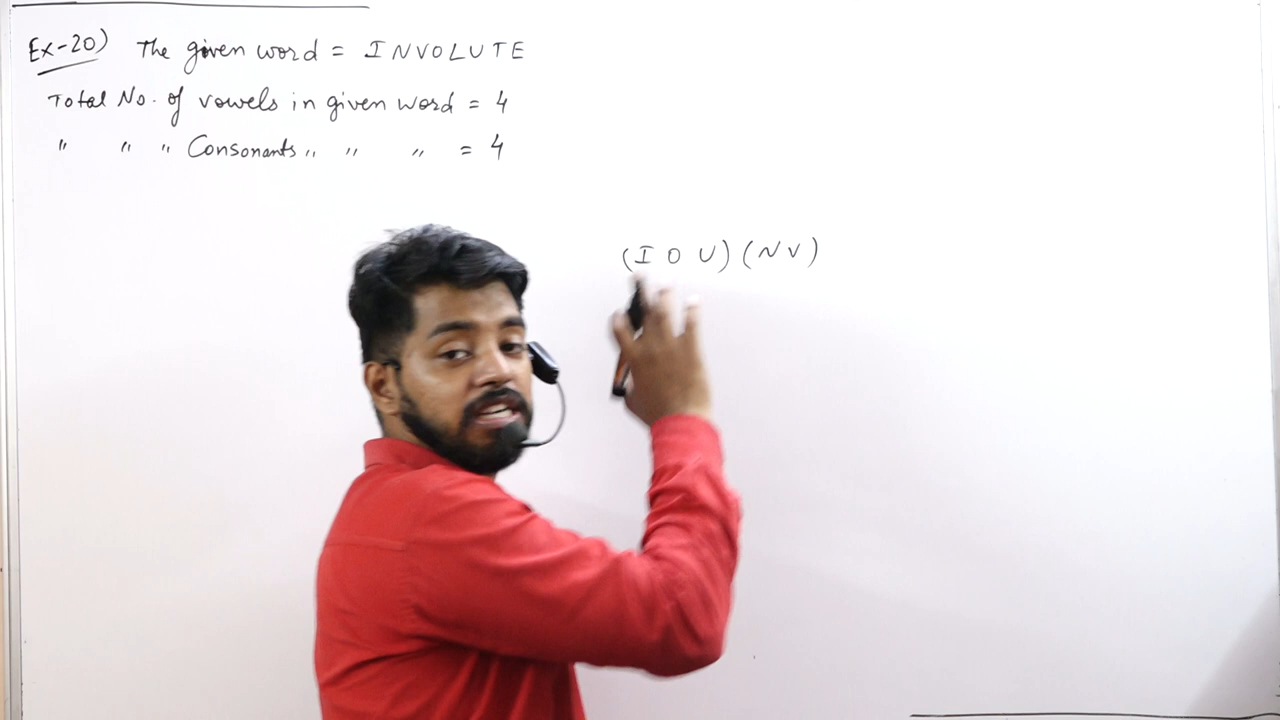 Ex-20) The given word = INVOLUTE
Total No. of vowels in given word = 4
" " " Consonants " " " = 4
(I O U) (N V)